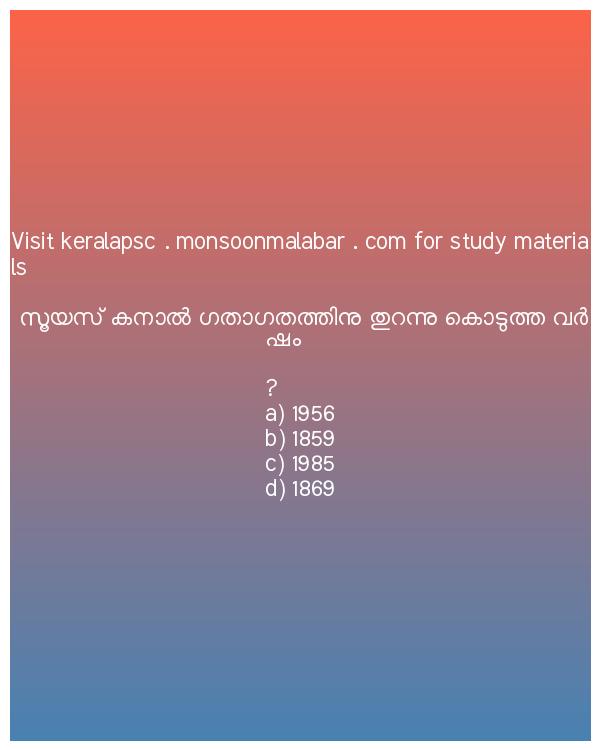 Visit keralapsc . monsoonmalabar . com for study materia
ls
സൂയസ് കനാൽ ഗതാഗതത്തിനു തുറന്നു കൊടുത്ത വർ
ഷം
?
a) 1956
b) 1859
c) 1985
d) 1869